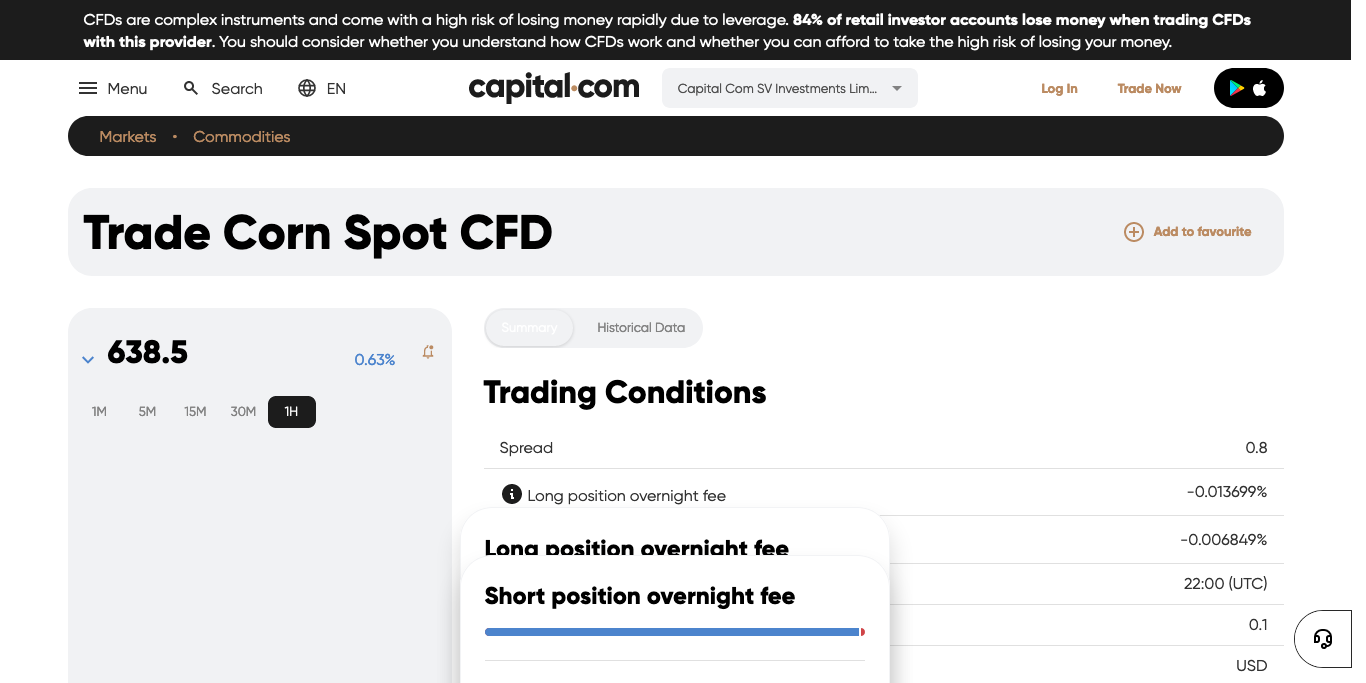 CFDs are complex instruments and come with a high risk of losing money rapidly due to leverage. 84% of retail investor accounts lose money when trading CFDs
with this provider. You should consider whether you understand how CFDs work and whether you can afford to take the high risk of losing your money.
Menu Search EN capital.com Capital Com SV Investments Lim... Log In Trade Now
Markets • Commodities
Trade Corn Spot CFD
Add to favourite
638.5 0.63%
1M 5M 15M 30M 1H
Summary Historical Data
Trading Conditions
Spread 0.8
Long position overnight fee -0.013699%
Long position overnight fee
-0.006849%
Short position overnight fee
22:00 (UTC)
0.1
USD